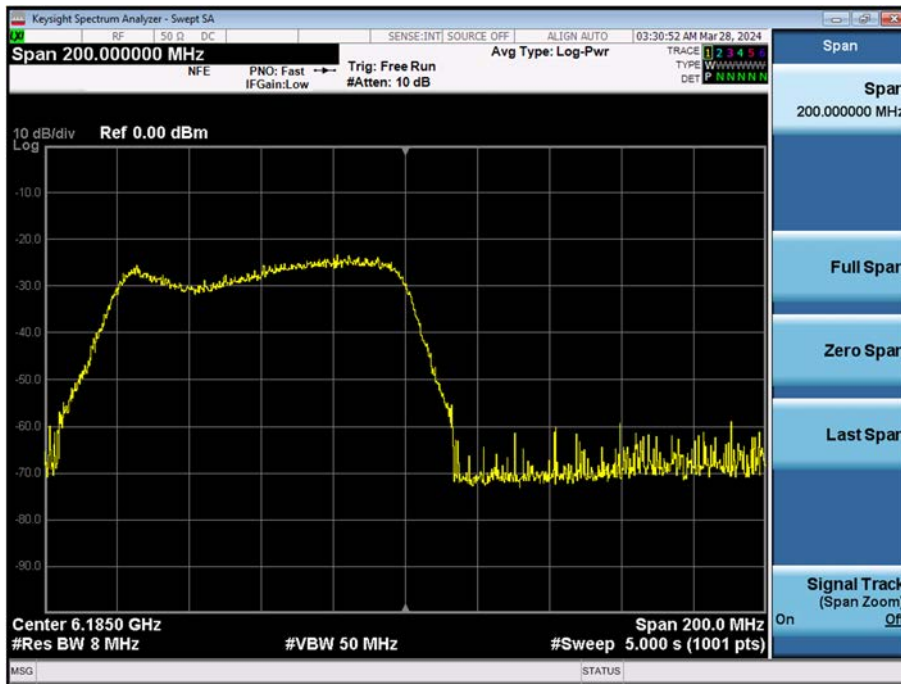 Keysight Spectrum Analyzer - Swept SA
RF 50 Ω DC SENSE:INT SOURCE OFF ALIGN AUTO 03:30:52 AM Mar 28, 2024
Span 200.000000 MHz
NFE
PNO: Fast
IFGain:Low
Trig: Free Run
#Atten: 10 dB
Avg Type: Log-Pwr
TRACE 1 2 3 4 5 6
TYPE W
DET P N N N N N
10 dB/div Ref 0.00 dBm
Log
-10.0
-20.0
-30.0
-40.0
-50.0
-60.0
-70.0
-80.0
-90.0
Center 6.1850 GHz Span 200.0 MHz
#Res BW 8 MHz #VBW 50 MHz #Sweep 5.000 s (1001 pts)
MSG STATUS
Span
Span
200.000000 MHz
Full Span
Zero Span
Last Span
Signal Track
(Span Zoom)
On Off